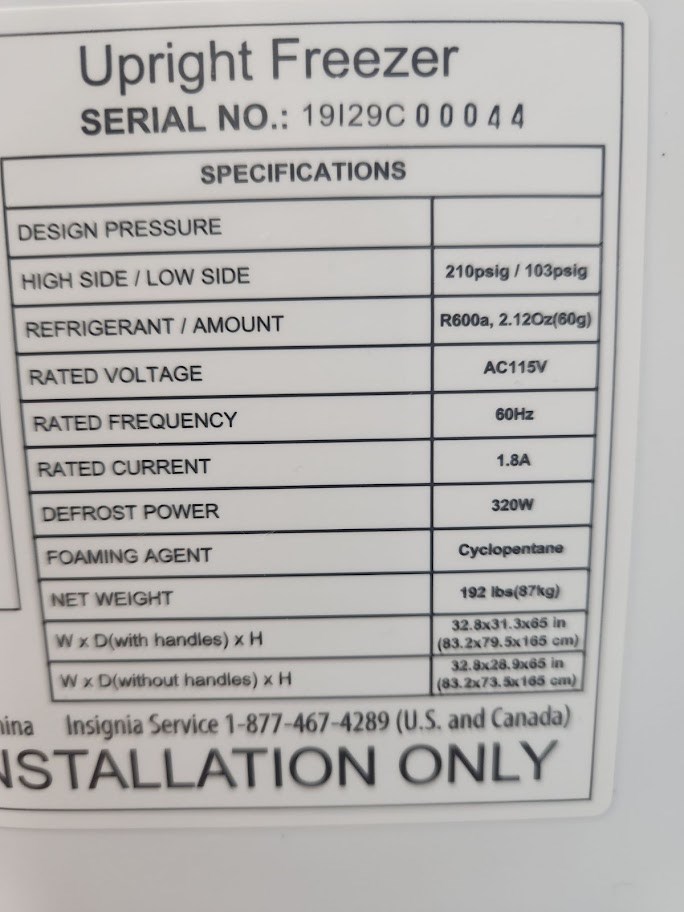 Upright Freezer
SERIAL NO.: 19I29C 00044
SPECIFICATIONS
DESIGN PRESSURE
HIGH SIDE / LOW SIDE 210psig / 103psig
REFRIGERANT / AMOUNT R600a, 2.12Oz(60g)
RATED VOLTAGE AC115V
RATED FREQUENCY 60Hz
RATED CURRENT 1.8A
DEFROST POWER 320W
FOAMING AGENT Cyclopentane
NET WEIGHT 192 lbs(87kg)
W x D(with handles) x H 32.8x31.3x65 in
(83.2x79.5x165 cm)
W x D(without handles) x H 32.8x28.9x65 in
(83.2x73.5x165 cm)
ina Insignia Service 1-877-467-4289 (U.S. and Canada)
NSTALLATION ONLY